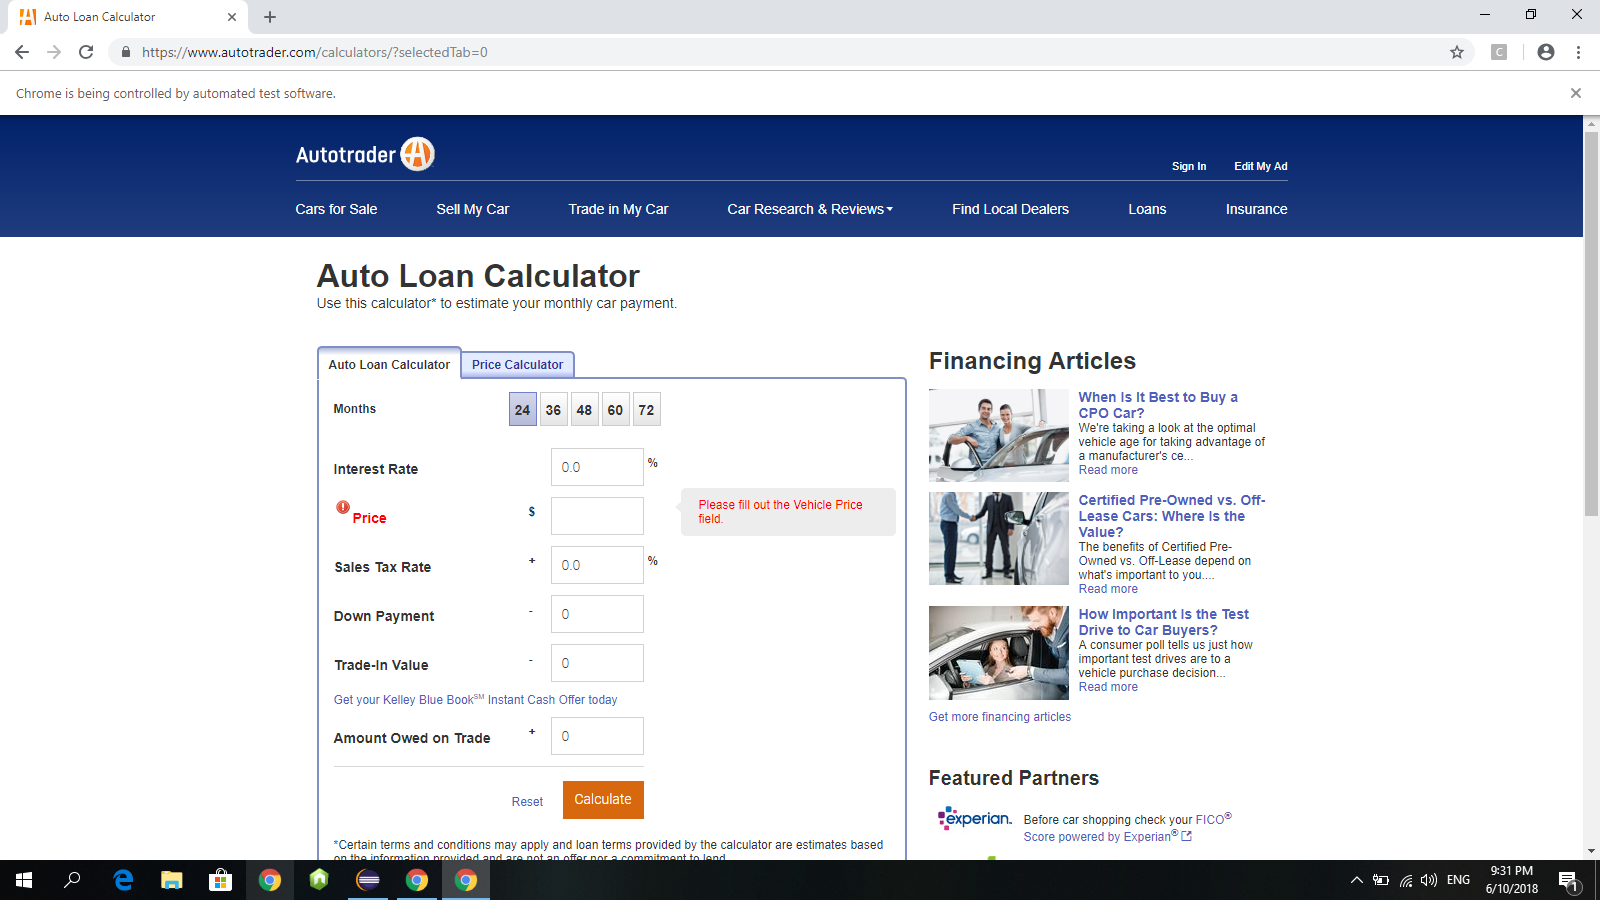 Auto Loan Calculator
https://www.autotrader.com/calculators/?selectedTab=0
C
Chrome is being controlled by automated test software.
Autotrader
Sign In
Edit My Ad
Cars for Sale
Sell My Car
Trade in My Car
Car Research & Reviews
Find Local Dealers
Loans
Insurance
Auto Loan Calculator
Use this calculator* to estimate your monthly car payment.
Auto Loan Calculator
Price Calculator
Months
24 36 48 60 72
Interest Rate
0.0 %
Price
$
Please fill out the Vehicle Price
field.
Sales Tax Rate
+ 0.0 %
Down Payment
- 0
Trade-In Value
- 0
Get your Kelley Blue Book℠ Instant Cash Offer today
Amount Owed on Trade
+ 0
Reset
Calculate
*Certain terms and conditions may apply and loan terms provided by the calculator are estimates based
on the information provided and are not an offer nor a commitment to lend.
Financing Articles
When Is It Best to Buy a
CPO Car?
We're taking a look at the optimal
vehicle age for taking advantage of
a manufacturer's ce...
Read more
Certified Pre-Owned vs. Off-
Lease Cars: Where Is the
Value?
The benefits of Certified Pre-
Owned vs. Off-Lease depend on
what's important to you....
Read more
How Important Is the Test
Drive to Car Buyers?
A consumer poll tells us just how
important test drives are to a
vehicle purchase decision...
Read more
Get more financing articles
Featured Partners
experian.
Before car shopping check your FICO®
Score powered by Experian®
ENG
9:31 PM
6/10/2018
1